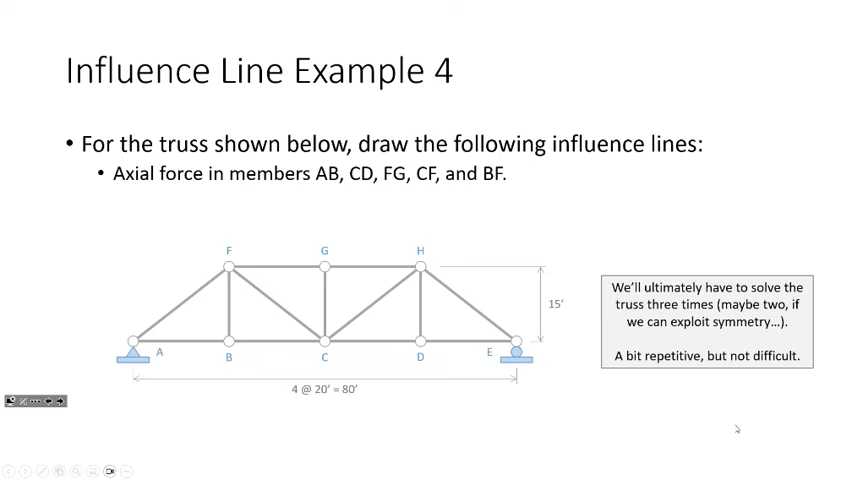 Influence Line Example 4
• For the truss shown below, draw the following influence lines:
• Axial force in members AB, CD, FG, CF, and BF.
F G H
15’
A B C D E
4 @ 20’ = 80’
We’ll ultimately have to solve the
truss three times (maybe two, if
we can exploit symmetry…).
A bit repetitive, but not difficult.